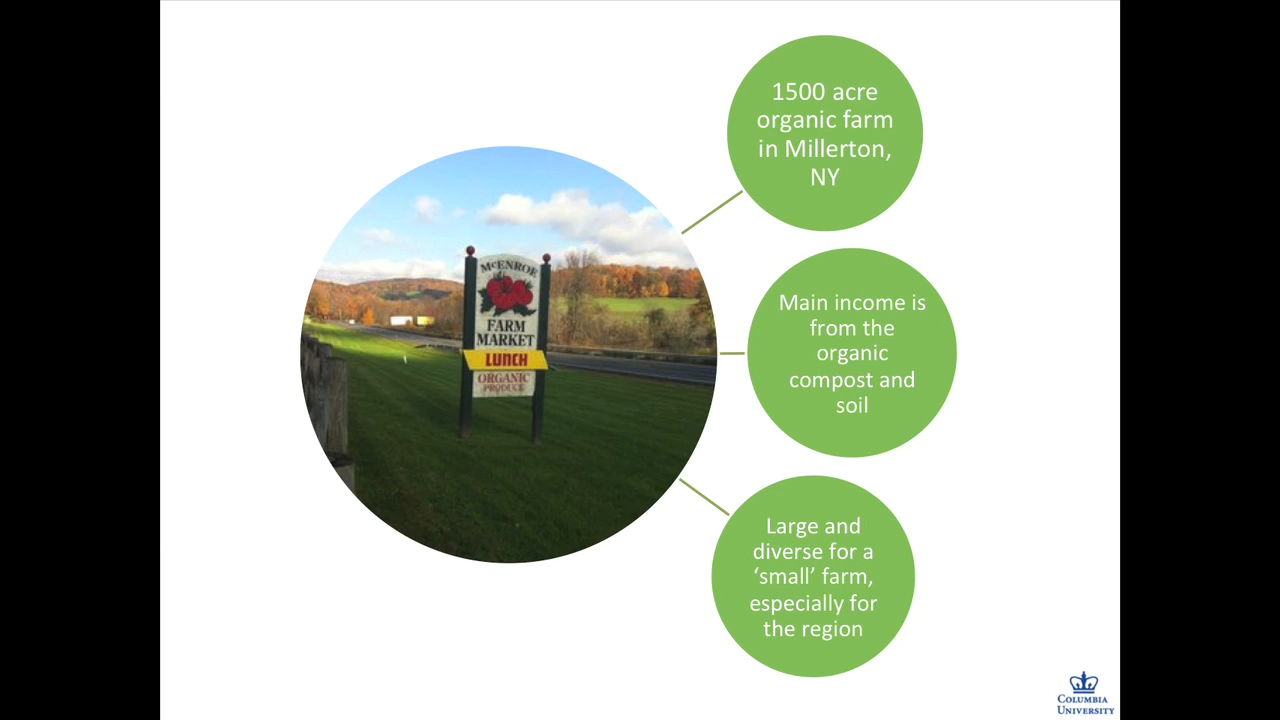 McENROE
FARM
MARKET
LUNCH
ORGANIC
PRODUCE
1500 acre
organic farm
in Millerton,
NY
Main income is
from the
organic
compost and
soil
Large and
diverse for a
‘small’ farm,
especially for
the region
COLUMBIA
UNIVERSITY